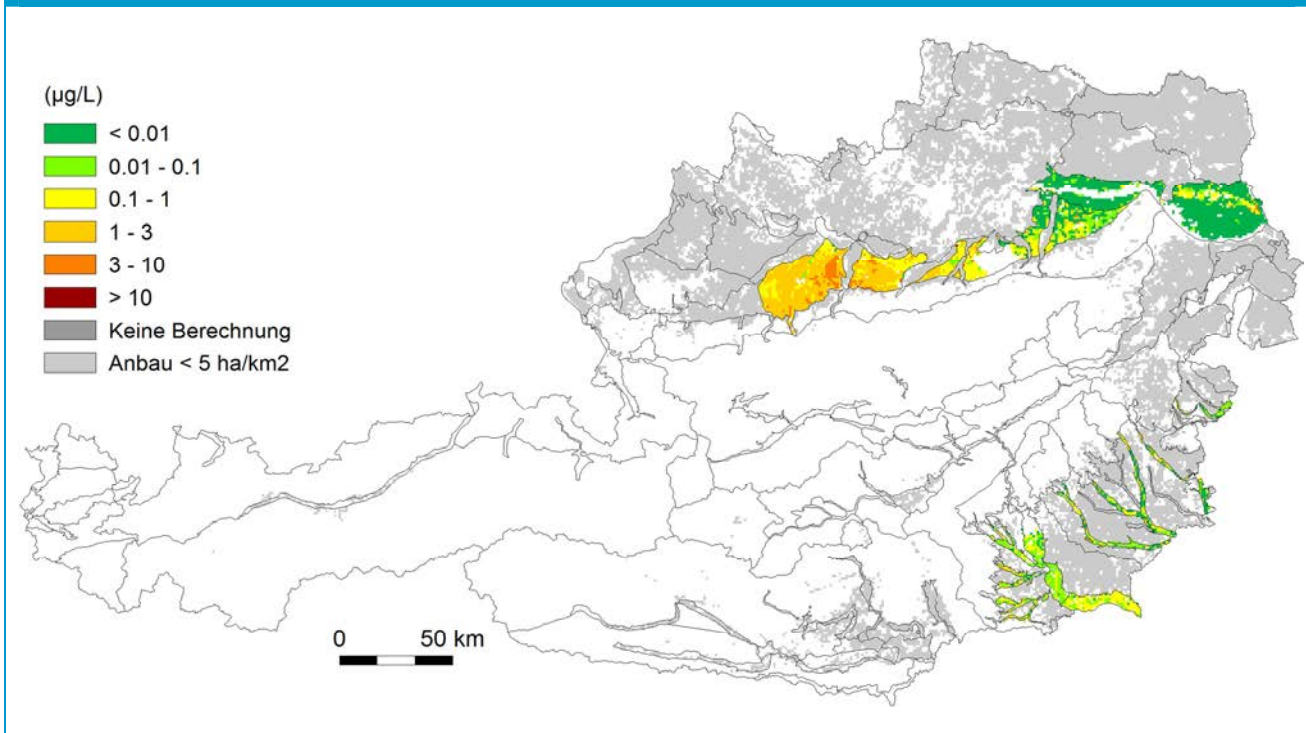 (µg/L)
< 0.01
0.01 - 0.1
0.1 - 1
1 - 3
3 - 10
> 10
Keine Berechnung
Anbau < 5 ha/km2
0 50 km